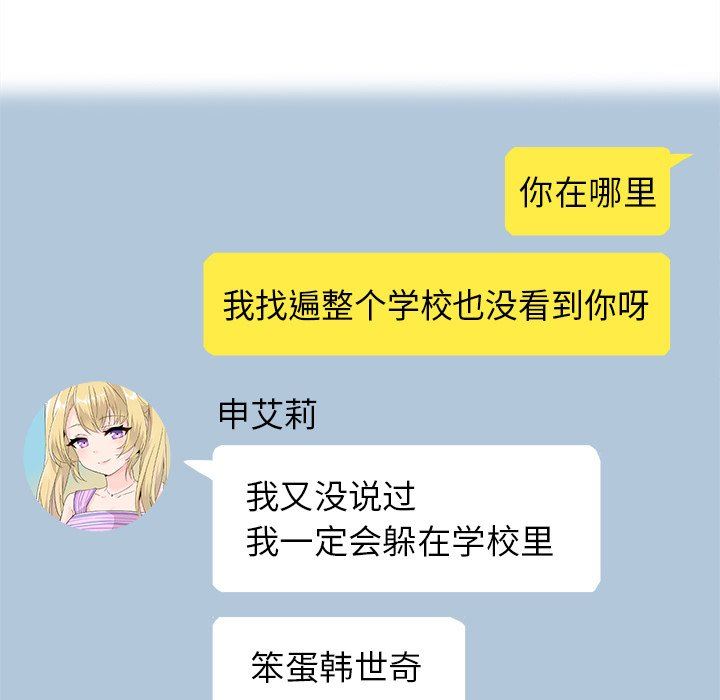 你在哪里
我找遍整个学校也没看到你呀
申艾莉
我又没说过
我一定会躲在学校里
笨蛋韩世奇